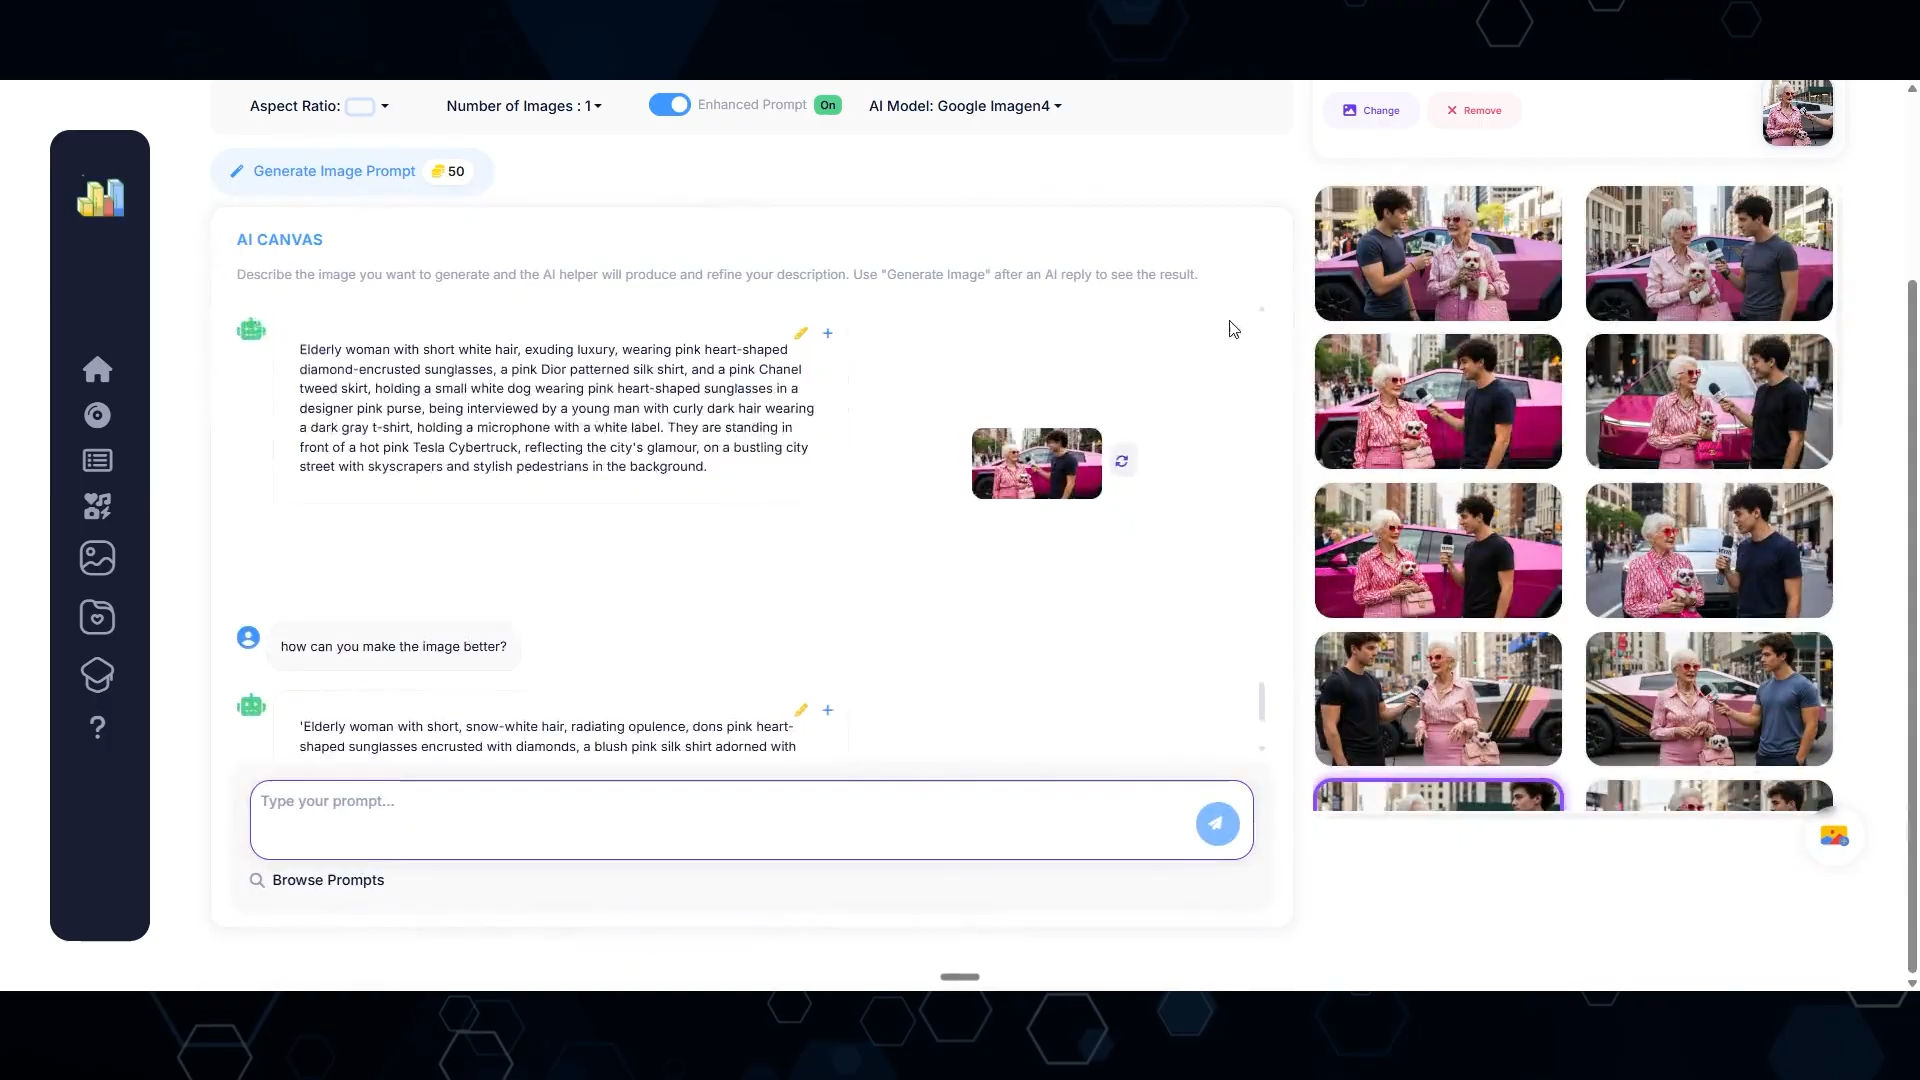 Aspect Ratio:
Number of Images : 1
Enhanced Prompt On
AI Model: Google Imagen4
Change
Remove
Generate Image Prompt 50
AI CANVAS
Describe the image you want to generate and the AI helper will produce and refine your description. Use "Generate Image" after an AI reply to see the result.
Elderly woman with short white hair, exuding luxury, wearing pink heart-shaped
diamond-encrusted sunglasses, a pink Dior patterned silk shirt, and a pink Chanel
tweed skirt, holding a small white dog wearing pink heart-shaped sunglasses in a
designer pink purse, being interviewed by a young man with curly dark hair wearing
a dark gray t-shirt, holding a microphone with a white label. They are standing in
front of a hot pink Tesla Cybertruck, reflecting the city's glamour, on a bustling city
street with skyscrapers and stylish pedestrians in the background.
how can you make the image better?
'Elderly woman with short, snow-white hair, radiating opulence, dons pink heart-
shaped sunglasses encrusted with diamonds, a blush pink silk shirt adorned with
Type your prompt...
Browse Prompts
?